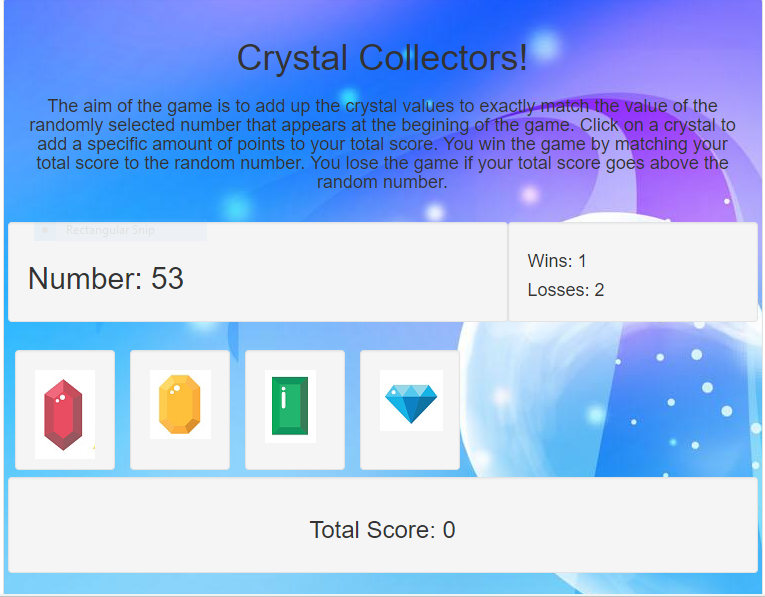 Crystal Collectors!
The aim of the game is to add up the crystal values to exactly match the value of the
randomly selected number that appears at the begining of the game. Click on a crystal to
add a specific amount of points to your total score. You win the game by matching your
total score to the random number. You lose the game if your total score goes above the
random number.
Rectangular Snip
Number: 53
Wins: 1
Losses: 2
Total Score: 0